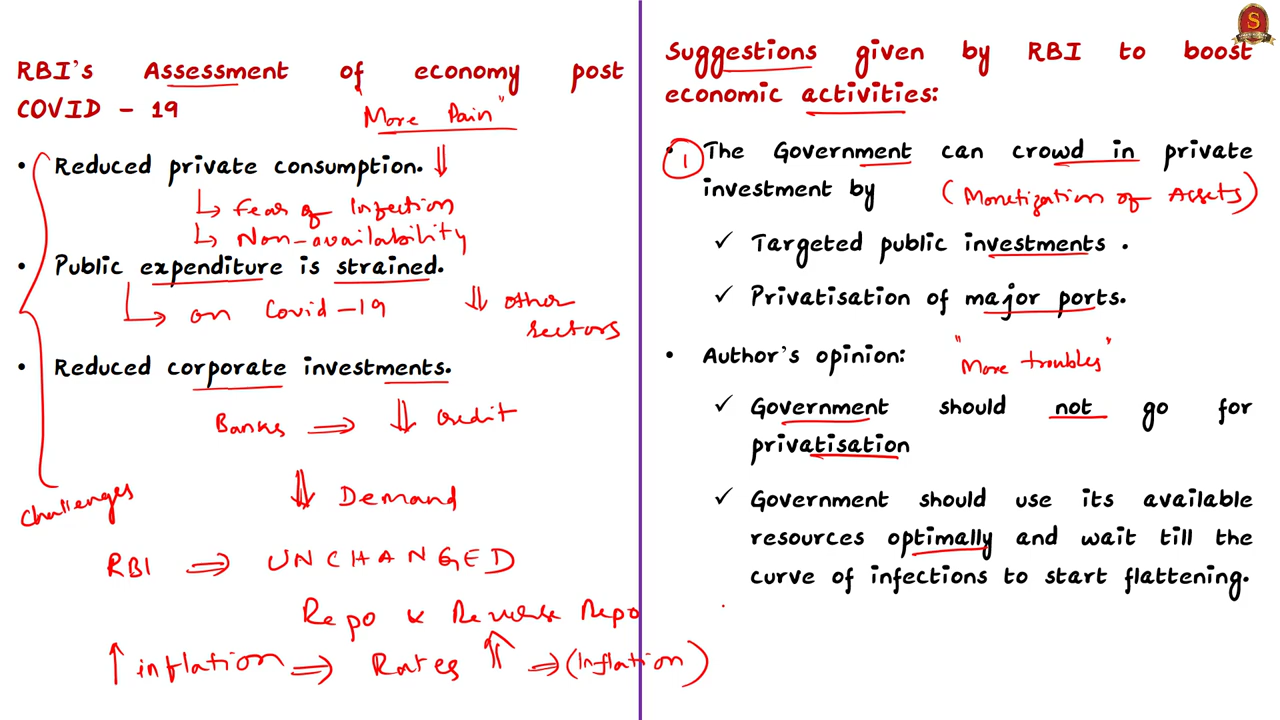 RBI's Assessment of economy post
COVID – 19
"More Pain"
• Reduced private consumption. ⇓
↳ Fear of Infection
↳ Non-availability
• Public expenditure is strained.
↳ on Covid-19 ⇓ other
sectors
• Reduced corporate investments.
Banks ⇒ ⇓ credit
challenges
⇓ Demand
RBI ⇒ UNCHANGED
Repo & Reverse Repo
↑ inflation ⇒ Rates ⇑ ⇒ (Inflation)
Suggestions given by RBI to boost
economic activities:
• 1 The Government can crowd in private
investment by (Monetization of Assets)
✓ Targeted public investments .
✓ Privatisation of major ports.
• Author's opinion: "More troubles"
✓ Government should not go for
privatisation
✓ Government should use its available
resources optimally and wait till the
curve of infections to start flattening.
S